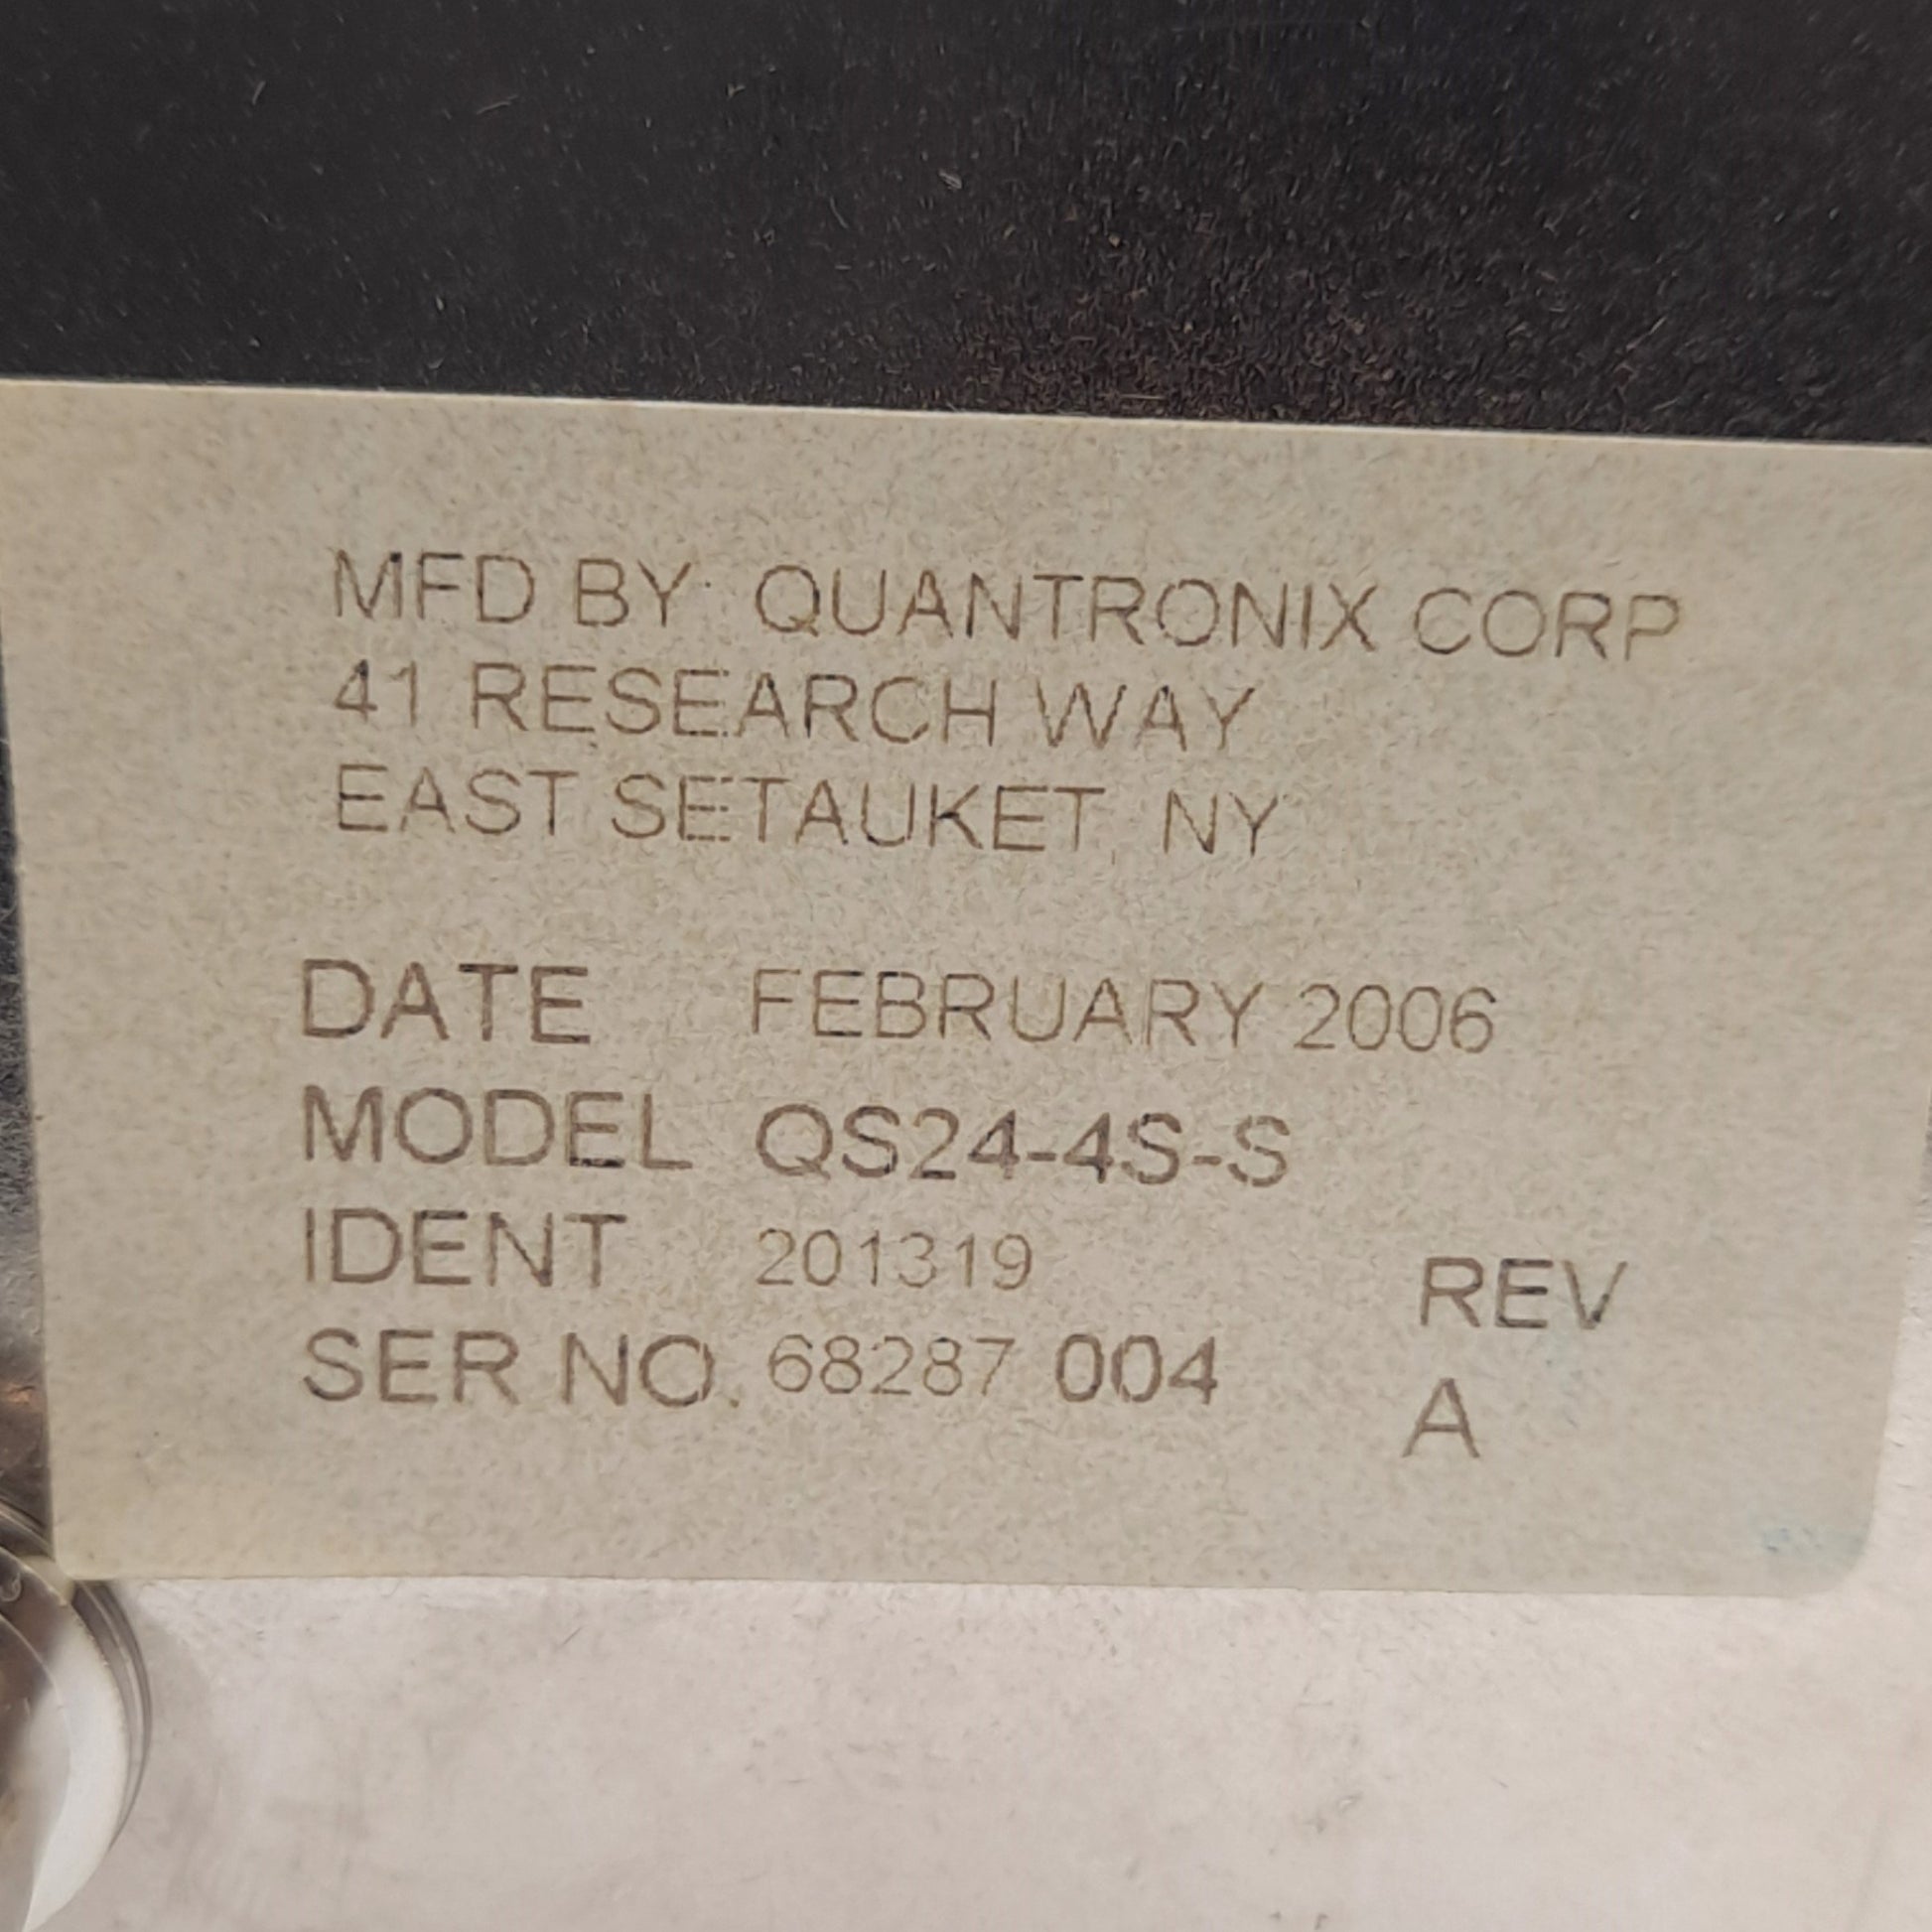 MFD BY: QUANTRONIX CORP
41 RESEARCH WAY
EAST SETAUKET, NY
DATE FEBRUARY 2006
MODEL QS24-4S-S
IDENT 201319
SER NO. 68287 004
REV
A